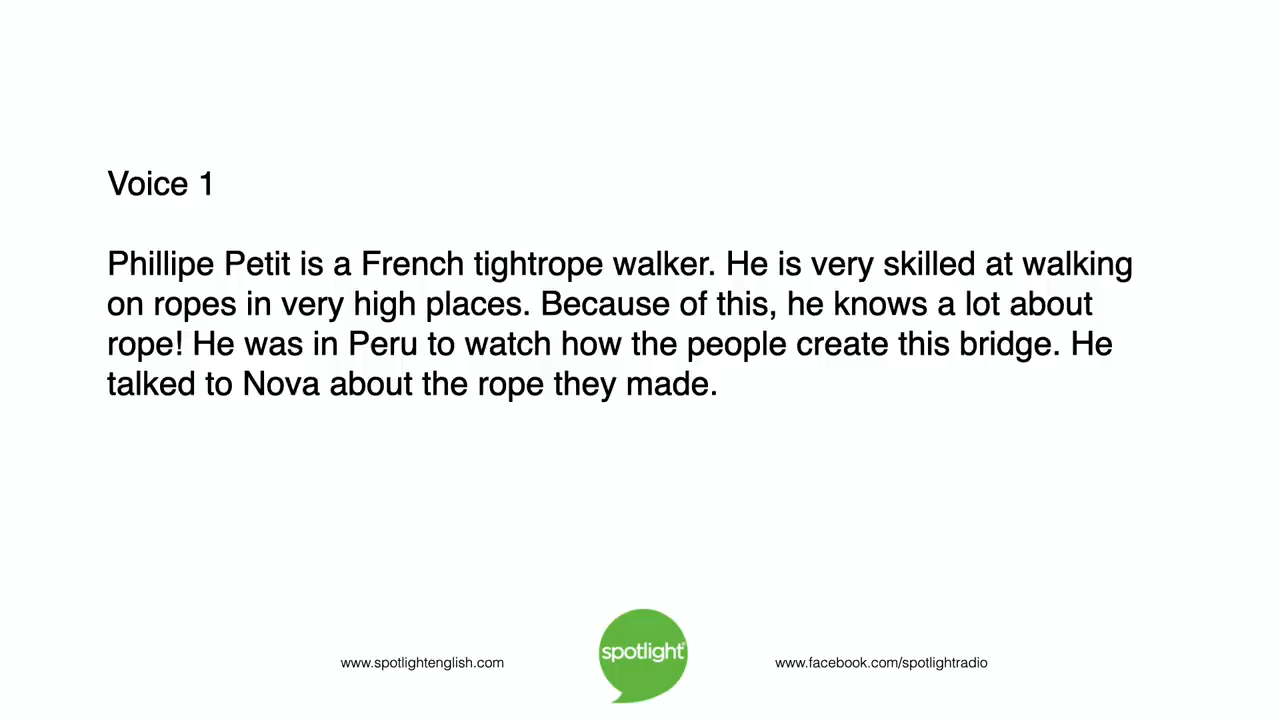 Voice 1
Phillipe Petit is a French tightrope walker. He is very skilled at walking
on ropes in very high places. Because of this, he knows a lot about
rope! He was in Peru to watch how the people create this bridge. He
talked to Nova about the rope they made.
www.spotlightenglish.com
spotlight
www.facebook.com/spotlightradio